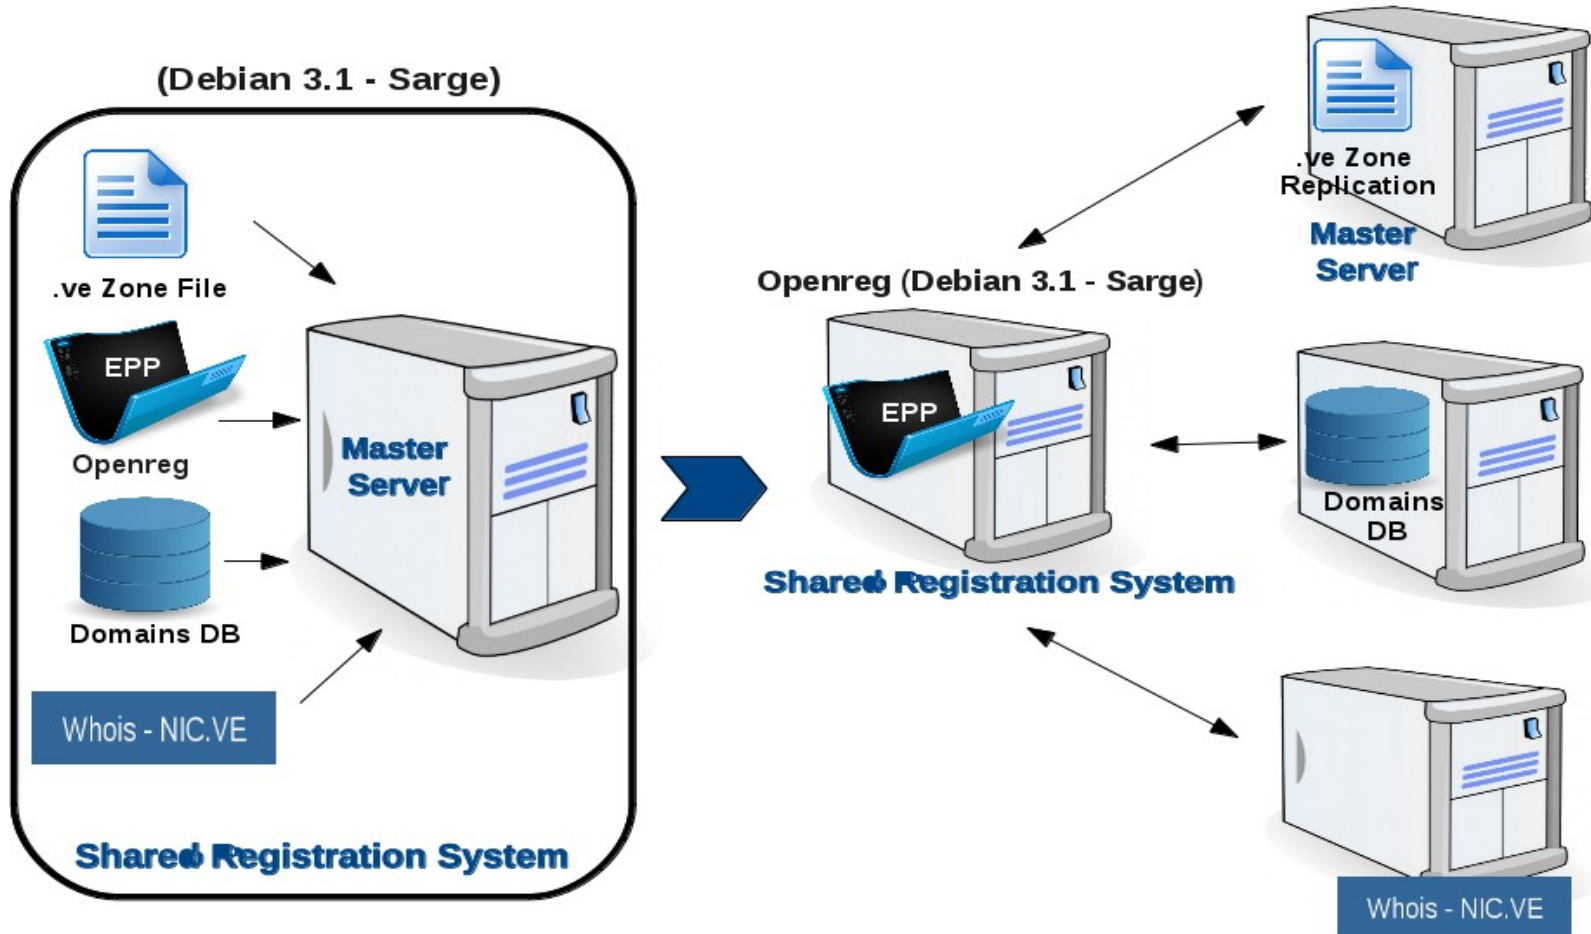 (Debian 3.1 - Sarge)
.ve Zone File
EPP
Openreg
Domains DB
Whois - NIC.VE
Master
Server
Shared Registration System
Openreg (Debian 3.1 - Sarge)
EPP
Shared Registration System
.ve Zone
Replication
Master
Server
Domains
DB
Whois - NIC.VE